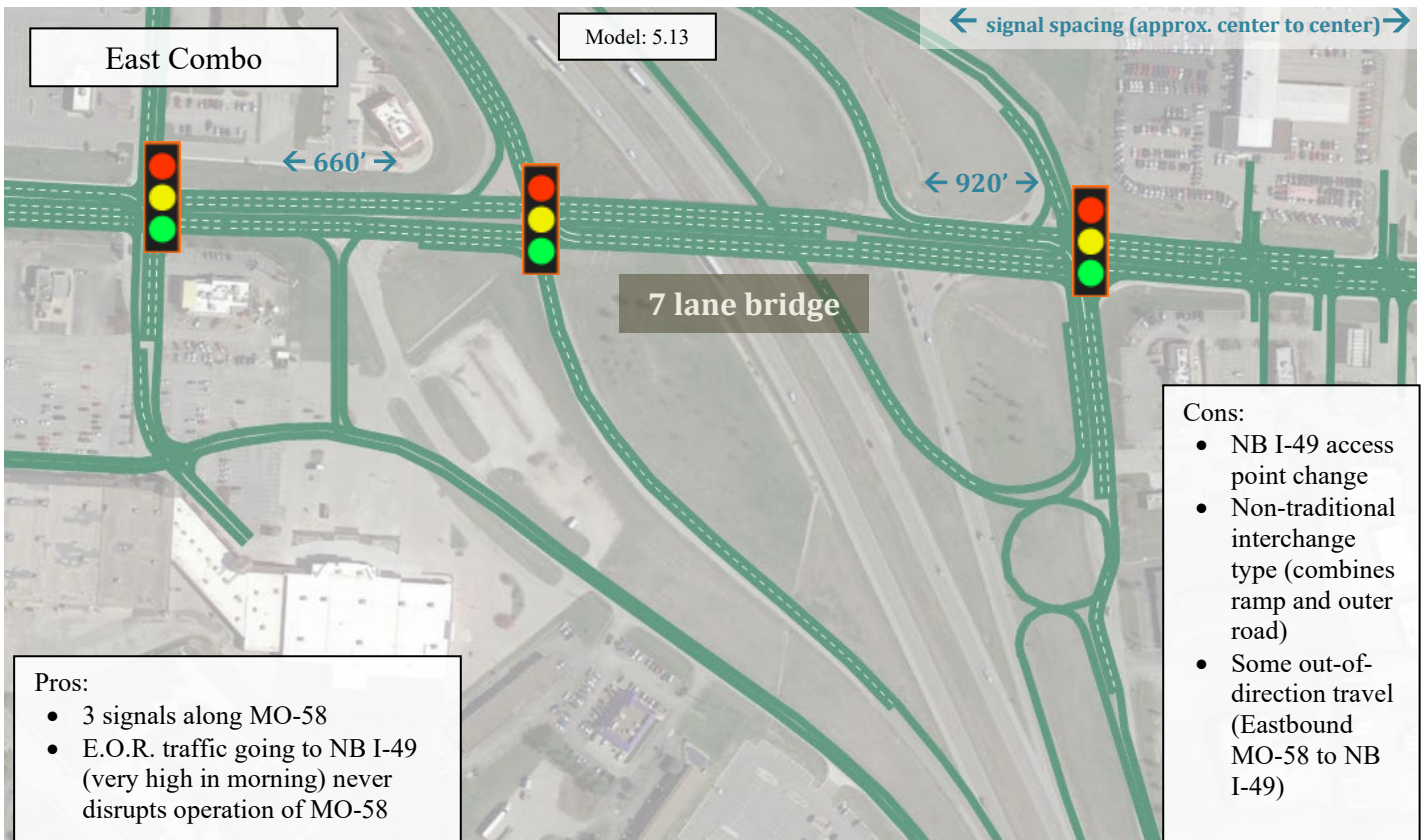 ← signal spacing (approx. center to center) →
Model: 5.13
East Combo
← 660’ →
← 920’ →
7 lane bridge
Pros:
• 3 signals along MO-58
• E.O.R. traffic going to NB I-49
(very high in morning) never
disrupts operation of MO-58
Cons:
• NB I-49 access
point change
• Non-traditional
interchange
type (combines
ramp and outer
road)
• Some out-of-
direction travel
(Eastbound
MO-58 to NB
I-49)